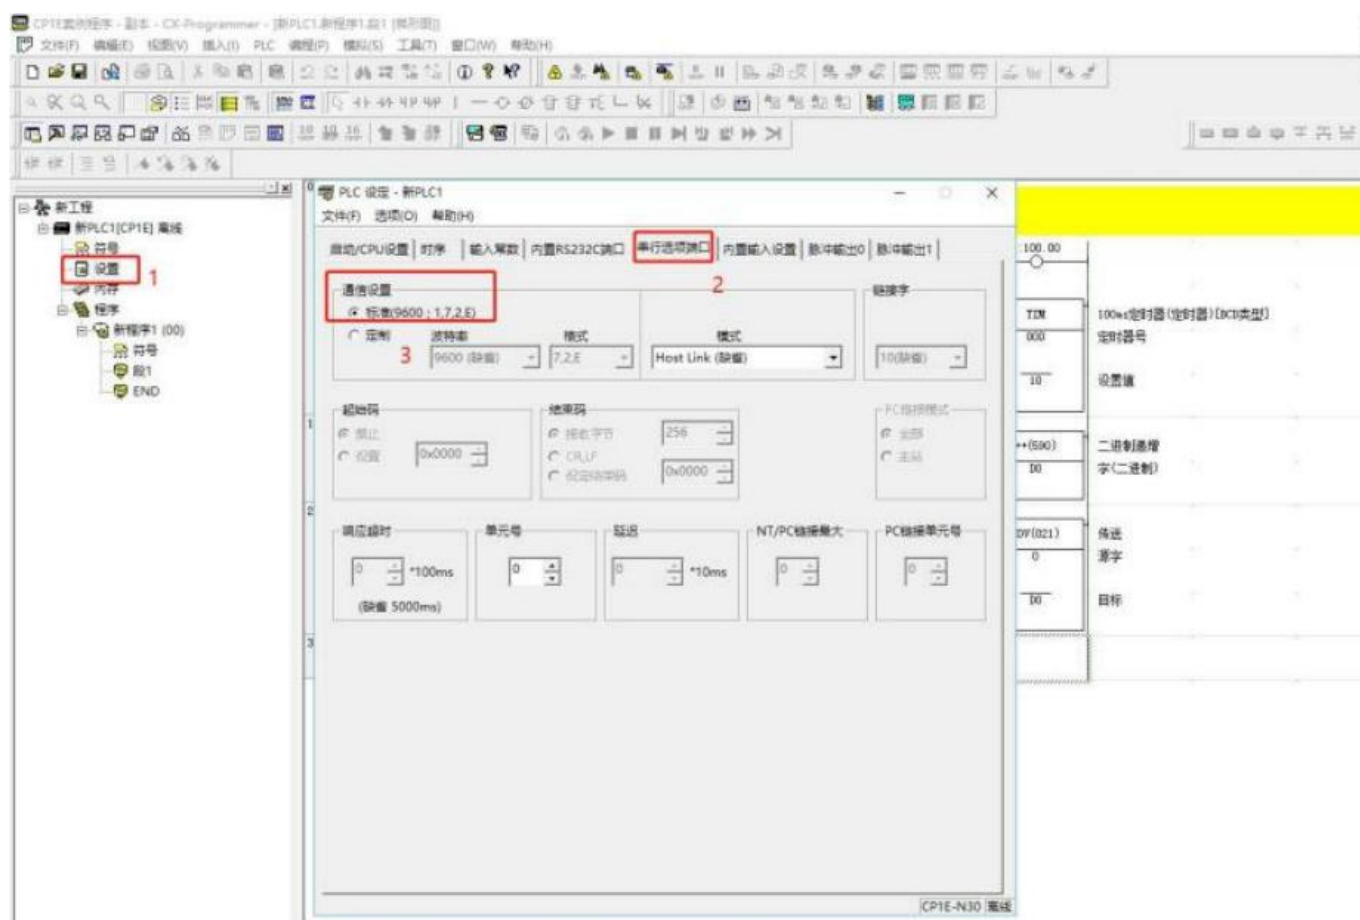 CP1E案例程序 - 副本 - CX-Programmer - [新PLC1.新程序1.段1 [梯形图]]
文件(F) 编辑(E) 视图(V) 插入(I) PLC 编程(P) 模拟(S) 工具(T) 窗口(W) 帮助(H)
新工程
新PLC1[CP1E] 离线
符号
设置
1
内存
程序
新程序1 (00)
符号
段1
END
PLC 设定 - 新PLC1
文件(F) 选项(O) 帮助(H)
启动/CPU设置 时序 输入常数 内置RS232C端口 串行选项端口 内置输入设置 脉冲输出0 脉冲输出1
2
通信设置
标准(9600 ; 1,7,2,E)
定制 波特率 格式 模式
3
9600 (缺省) 7,2,E Host Link (缺省)
链接字
10(缺省)
起始码
禁止
设置 0x0000
结束码
接收字节 256
CR,LF
设定结束码 0x0000
PC链接模式
全部
主站
响应超时 单元号 延迟 NT/PC链接最大 PC链接单元号
0 *100ms 0 0 *10ms 0 0
(缺省 5000ms)
CP1E-N30 离线
0
1
2
3
100.00
TIM 100ms定时器(定时器)[BCD类型]
000 定时器号
10 设置值
++(590) 二进制递增
D0 字(二进制)
OV(021) 传送
0 源字
D0 目标